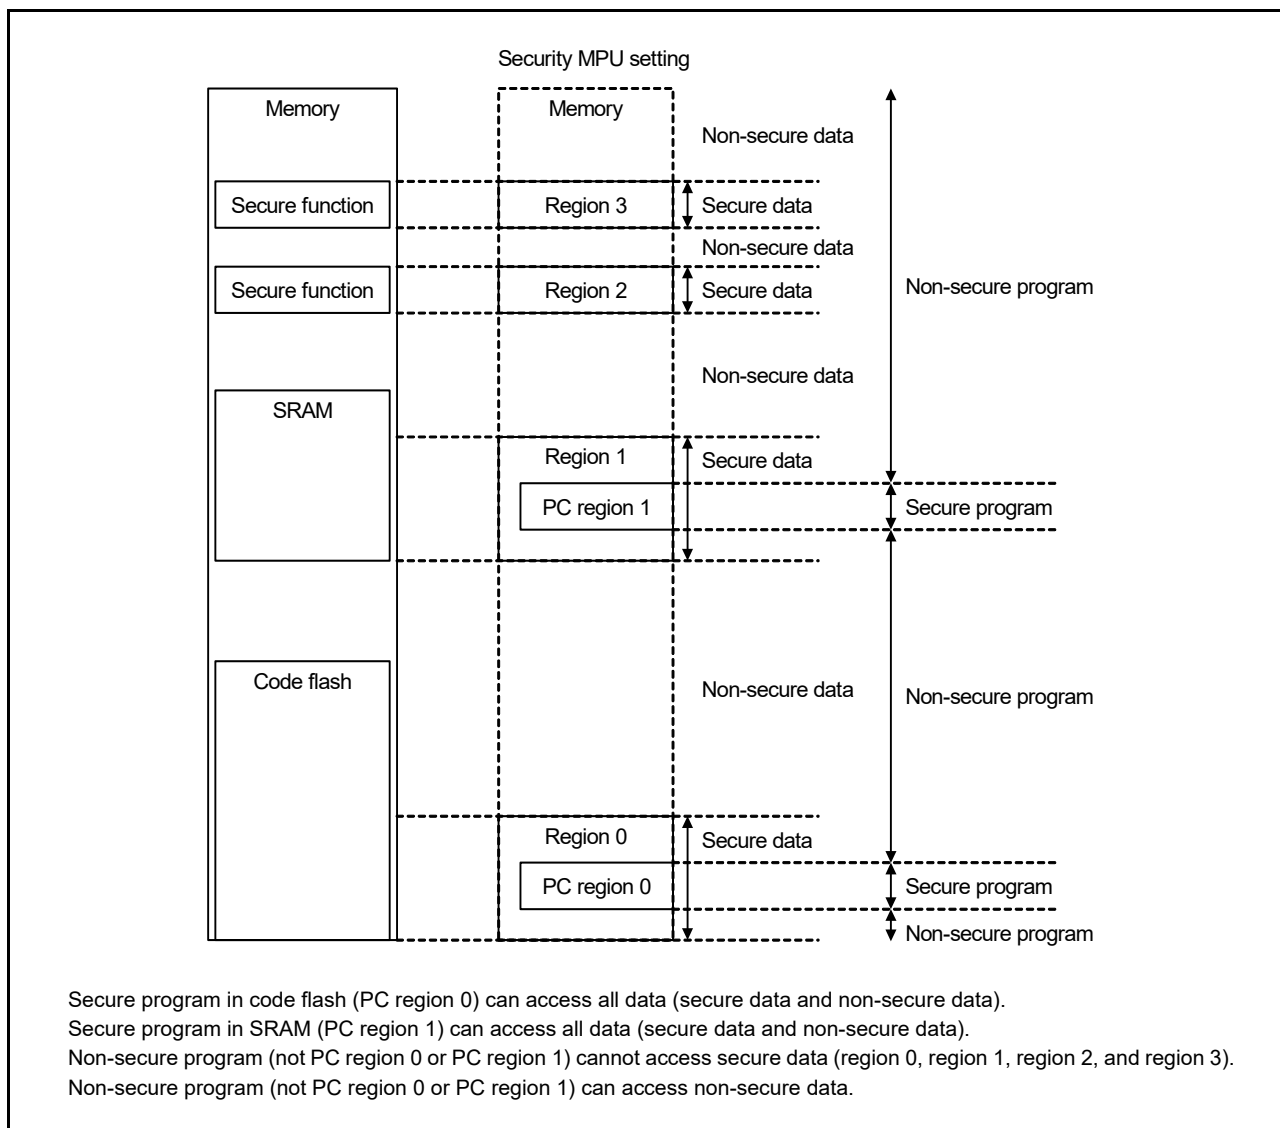 Security MPU setting
Memory
Memory
Non-secure data
Secure function
Region 3
Secure data
Non-secure data
Secure function
Region 2
Secure data
Non-secure program
Non-secure data
SRAM
Region 1
Secure data
PC region 1
Secure program
Code flash
Non-secure data
Non-secure program
Region 0
Secure data
PC region 0
Secure program
Non-secure program
Secure program in code flash (PC region 0) can access all data (secure data and non-secure data).
Secure program in SRAM (PC region 1) can access all data (secure data and non-secure data).
Non-secure program (not PC region 0 or PC region 1) cannot access secure data (region 0, region 1, region 2, and region 3).
Non-secure program (not PC region 0 or PC region 1) can access non-secure data.